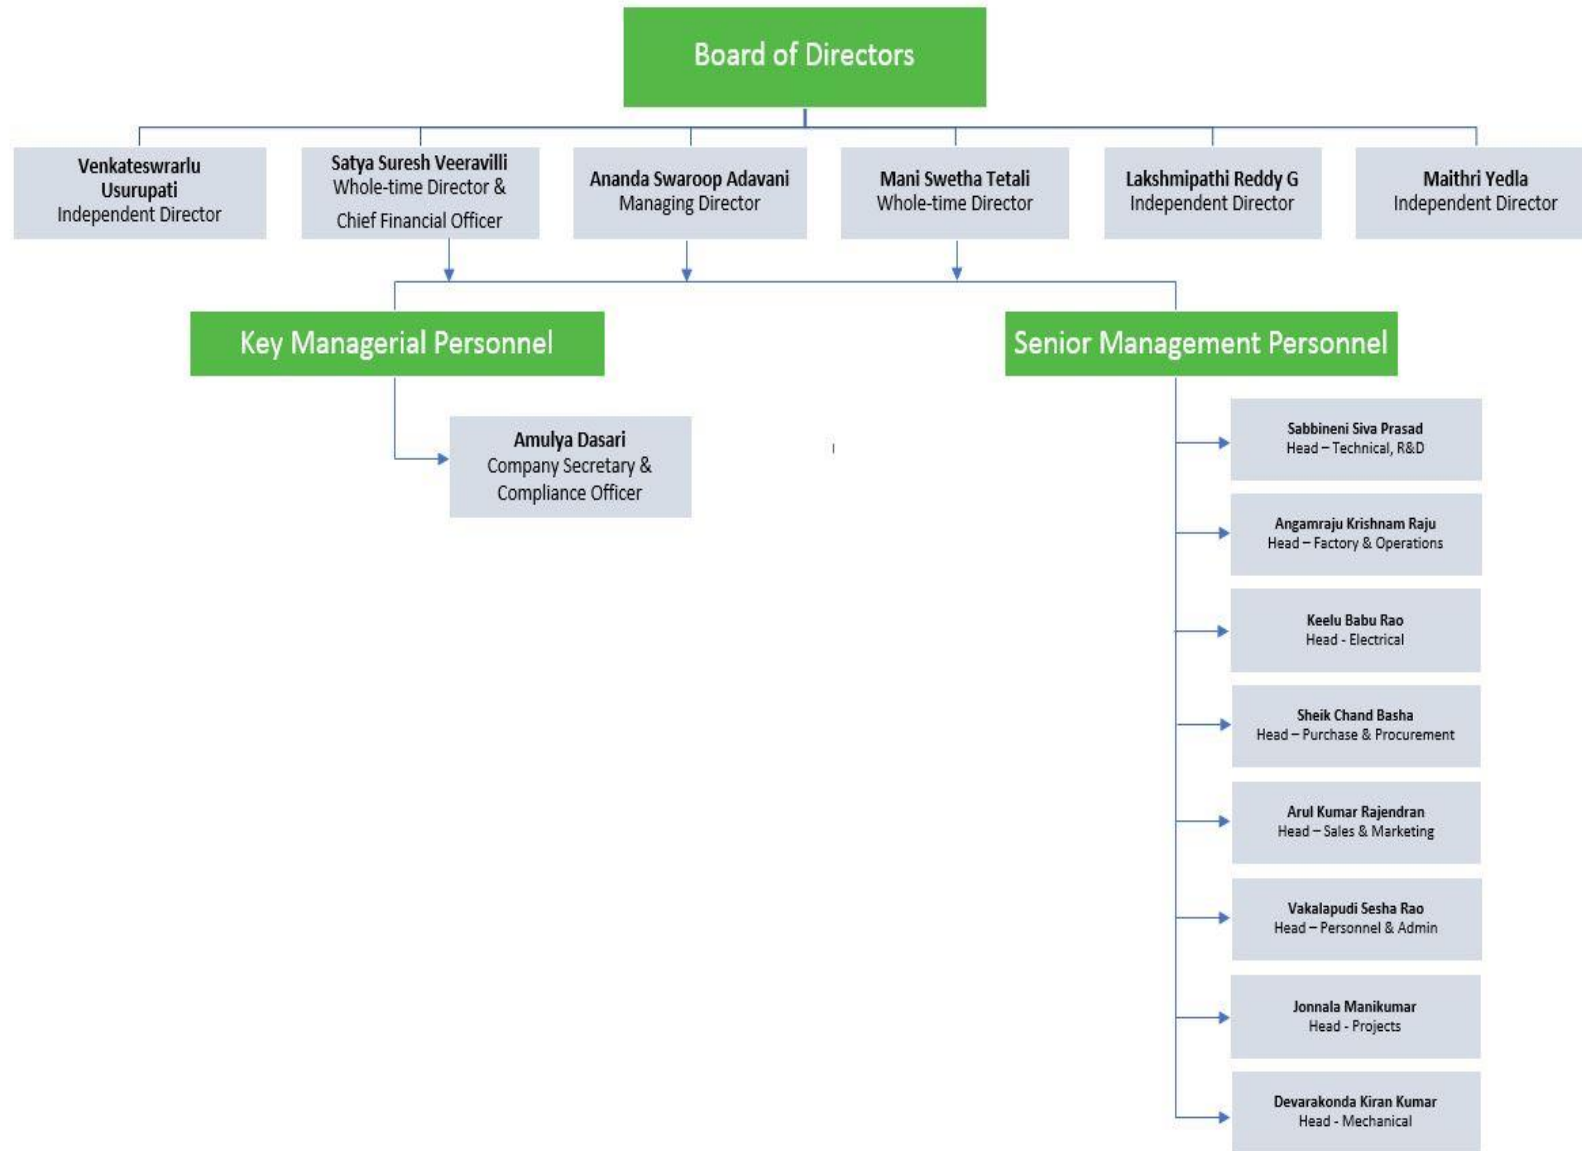 Board of Directors
Venkateswrarlu
Usurupati
Independent Director
Satya Suresh Veeravilli
Whole-time Director &
Chief Financial Officer
Ananda Swaroop Adavani
Managing Director
Mani Swetha Tetali
Whole-time Director
Lakshmipathi Reddy G
Independent Director
Maithri Yedla
Independent Director
Key Managerial Personnel
Senior Management Personnel
Amulya Dasari
Company Secretary &
Compliance Officer
Sabbineni Siva Prasad
Head – Technical, R&D
Angamraju Krishnam Raju
Head – Factory & Operations
Keelu Babu Rao
Head - Electrical
Sheik Chand Basha
Head – Purchase & Procurement
Arul Kumar Rajendran
Head – Sales & Marketing
Vakalapudi Sesha Rao
Head – Personnel & Admin
Jonnala Manikumar
Head - Projects
Devarakonda Kiran Kumar
Head - Mechanical